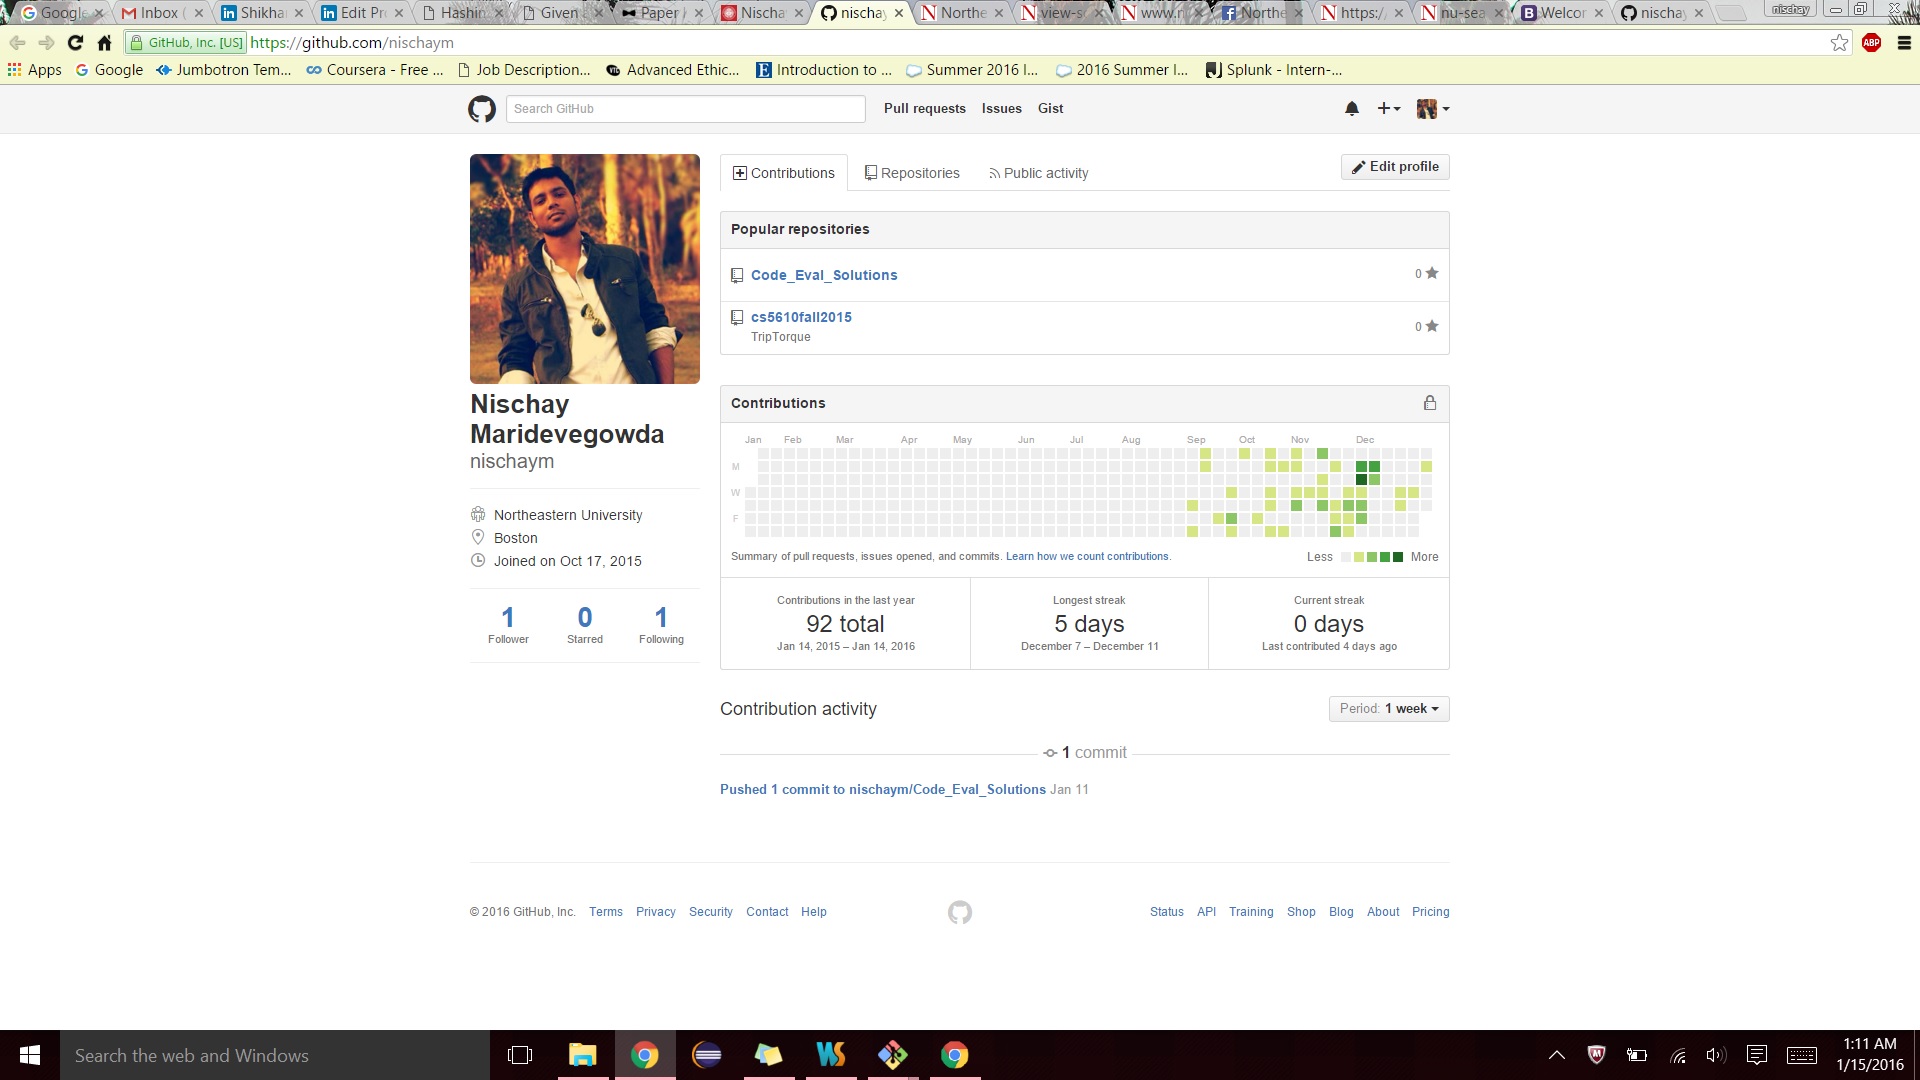 Google
Inbox (
Shikha
Edit Pr
Hashin
Given a
Paper
Nischa
nischay
Northe
view-s
www.n
Northe
https:/
nu-sea
Welcor
nischay
nischay
GitHub, Inc. [US] https://github.com/nischaym
ABP
Apps Google Jumbotron Tem... Coursera - Free ... Job Description... Advanced Ethic... Introduction to ... Summer 2016 I... 2016 Summer I... Splunk - Intern-...
Search GitHub Pull requests Issues Gist
Contributions Repositories Public activity Edit profile
Popular repositories
Code_Eval_Solutions 0
cs5610fall2015 0
TripTorque
Nischay
Maridevegowda
nischaym
Northeastern University
Boston
Joined on Oct 17, 2015
1 0 1
Follower Starred Following
Contributions
Jan Feb Mar Apr May Jun Jul Aug Sep Oct Nov Dec
M
W
F
Summary of pull requests, issues opened, and commits. Learn how we count contributions. Less More
Contributions in the last year
92 total
Jan 14, 2015 – Jan 14, 2016
Longest streak
5 days
December 7 – December 11
Current streak
0 days
Last contributed 4 days ago
Contribution activity Period: 1 week
1 commit
Pushed 1 commit to nischaym/Code_Eval_Solutions Jan 11
© 2016 GitHub, Inc. Terms Privacy Security Contact Help Status API Training Shop Blog About Pricing
Search the web and Windows
1:11 AM
1/15/2016